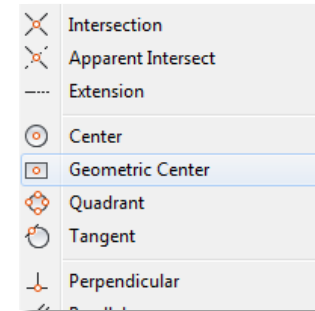 Intersection
Apparent Intersect
Extension
Center
Geometric Center
Quadrant
Tangent
Perpendicular